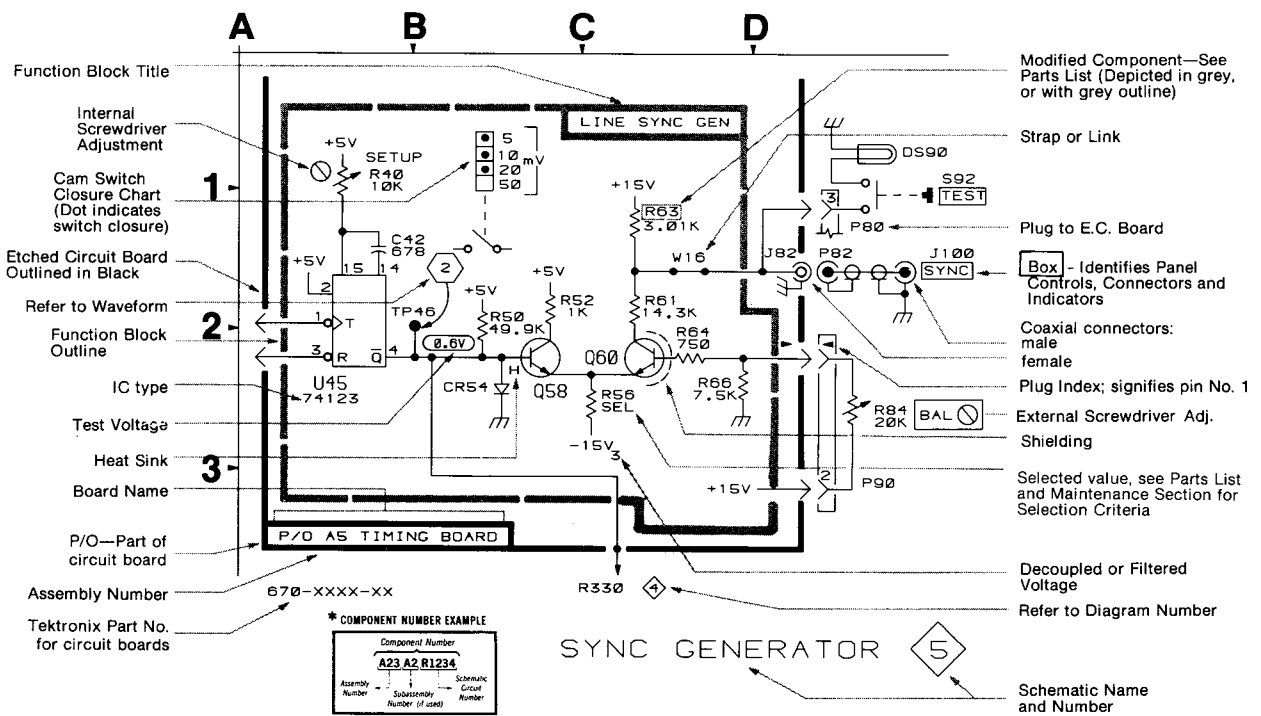 A B C D
Function Block Title
Internal
Screwdriver
Adjustment
Cam Switch
Closure Chart
(Dot indicates
switch closure)
Etched Circuit Board
Outlined in Black
Refer to Waveform
Function Block
Outline
IC type
Test Voltage
Heat Sink
Board Name
P/O—Part of
circuit board
Assembly Number
Tektronix Part No.
for circuit boards
1
2
3
LINE SYNC GEN
+5V
SETUP
R40
10K
5
10
20
50
mV
C42
678
+5V
15 14
2
1
T
3
R
Q
4
U45
74123
2
TP46
0.6V
+5V
R50
49.9K
CR54
H
+5V
R52
1K
Q58
Q60
R56
SEL
-15V
3
+15V
R63
3.01K
W16
R61
14.3K
R64
750
R66
7.5K
+15V
DS90
S92
TEST
3
P80
J82
P82
J100
SYNC
R84
20K
BAL
2
P90
P/O A5 TIMING BOARD
670-XXXX-XX
R330
4
* COMPONENT NUMBER EXAMPLE
Component Number
A23 A2 R1234
Assembly
Number
Subassembly
Number (if used)
Schematic
Circuit
Number
SYNC GENERATOR
5
Modified Component—See
Parts List (Depicted in grey,
or with grey outline)
Strap or Link
Plug to E.C. Board
Box - Identifies Panel
Controls, Connectors and
Indicators
Coaxial connectors:
male
female
Plug Index; signifies pin No. 1
External Screwdriver Adj.
Shielding
Selected value, see Parts List
and Maintenance Section for
Selection Criteria
Decoupled or Filtered
Voltage
Refer to Diagram Number
Schematic Name
and Number